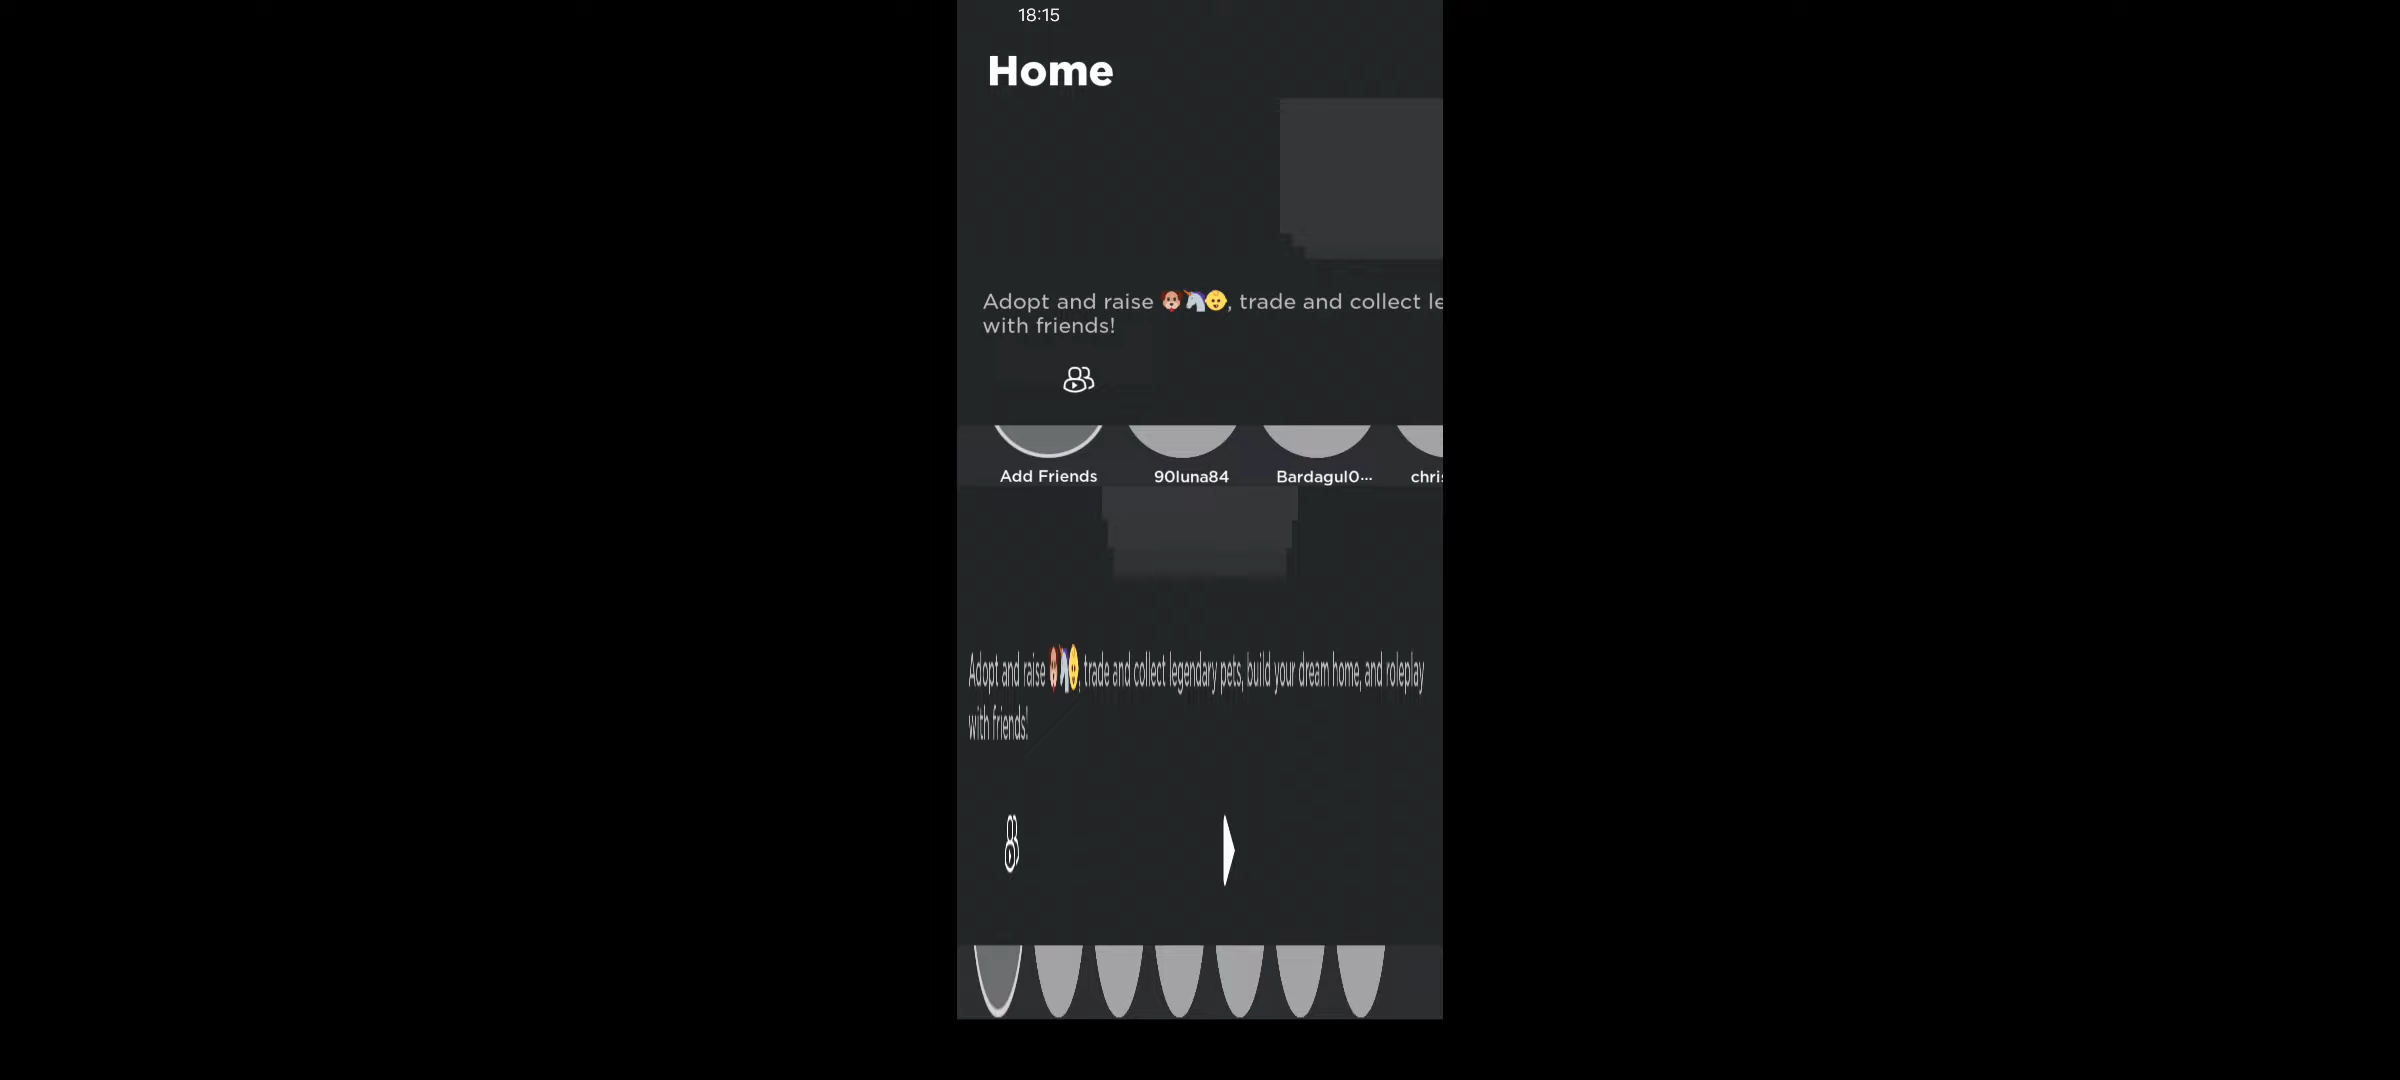 18:15
Home
Adopt and raise 🐶🦄👶, trade and collect le
with friends!
Add Friends 90luna84 Bardagul0... chris
Adopt and raise 🐶🦄👶, trade and collect legendary pets, build your dream home, and roleplay
with friends!